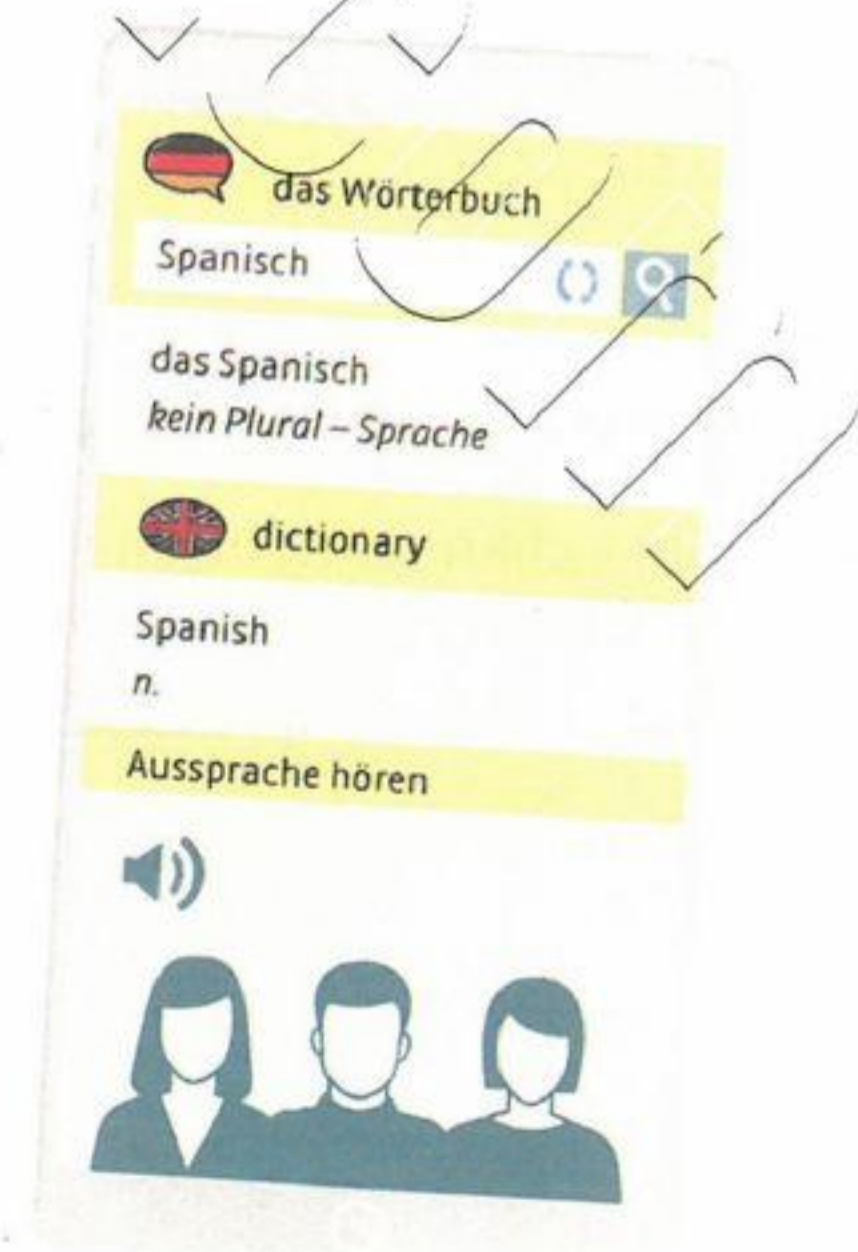 das Wörterbuch
Spanisch
das Spanisch
kein Plural – Sprache
dictionary
Spanish
n.
Aussprache hören